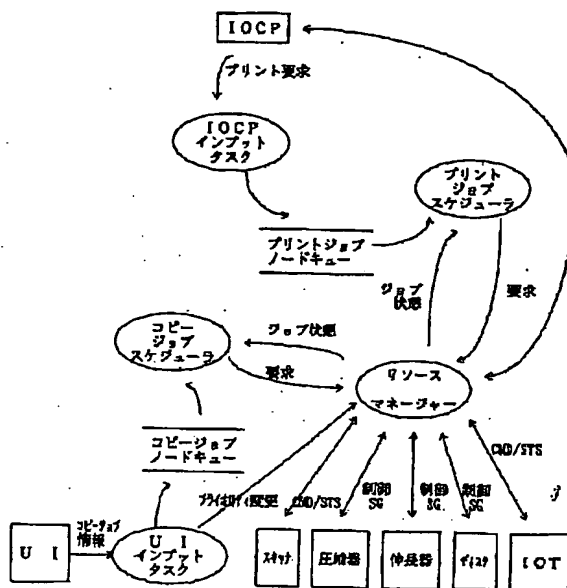 IOCP
プリント要求
IOCP
インプット
タスク
プリント
ジョブ
スケジューラ
プリントジョブ
ノードキュー
ジョブ
状態
要求
コピー
ジョブ
スケジューラ
ジョブ状態
要求
リソース
マネージャー
コピージョブ
ノードキュー
プライオリティ変更
CMD/STS
制御
SG
制御
SG
制御
SG
CMD/STS
コピージョブ
情報
UI
UI
インプット
タスク
スキャナ
圧縮器
伸長器
ディスク
IOT